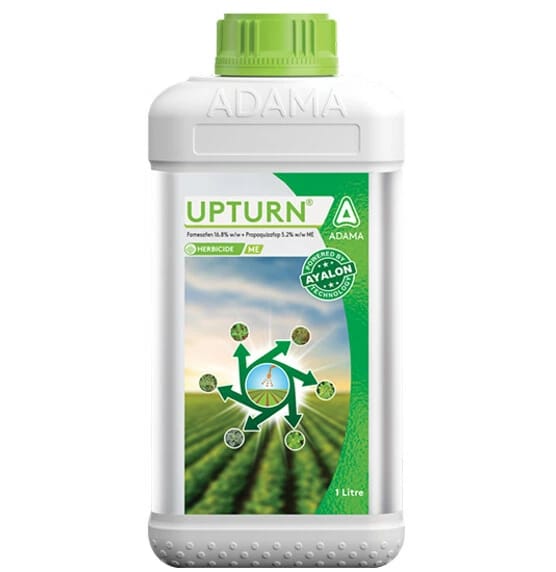 ADAMA
UPTURN®
Fomesafen 16.8% w/w + Propaquizafop 5.2% w/w ME
HERBICIDE ME
ADAMA
POWERED BY
AYALON
TECHNOLOGY
1 Litre